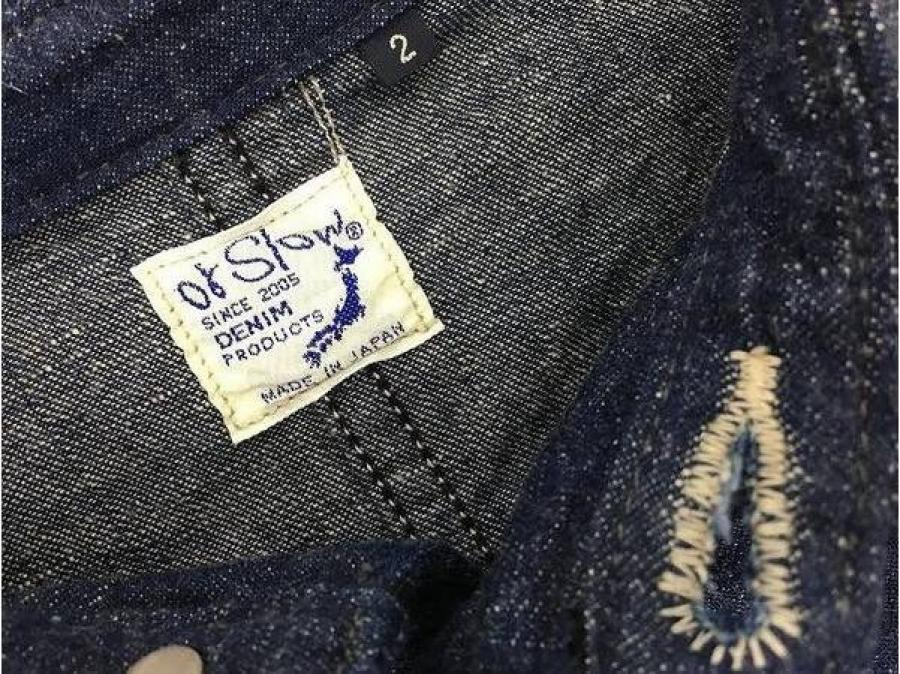 2
orSlow®
SINCE 2005
DENIM
PRODUCTS
MADE IN JAPAN